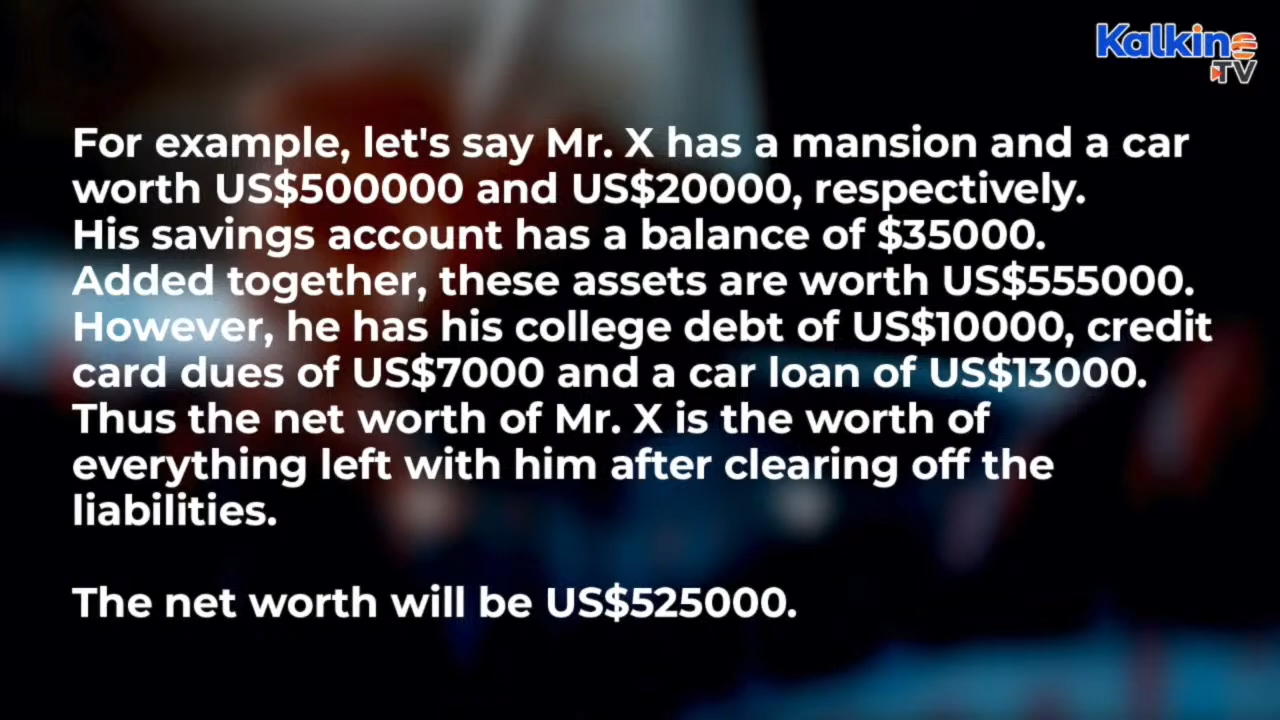 Kalkine
TV
For example, let's say Mr. X has a mansion and a car
worth US$500000 and US$20000, respectively.
His savings account has a balance of $35000.
Added together, these assets are worth US$555000.
However, he has his college debt of US$10000, credit
card dues of US$7000 and a car loan of US$13000.
Thus the net worth of Mr. X is the worth of
everything left with him after clearing off the
liabilities.
The net worth will be US$525000.